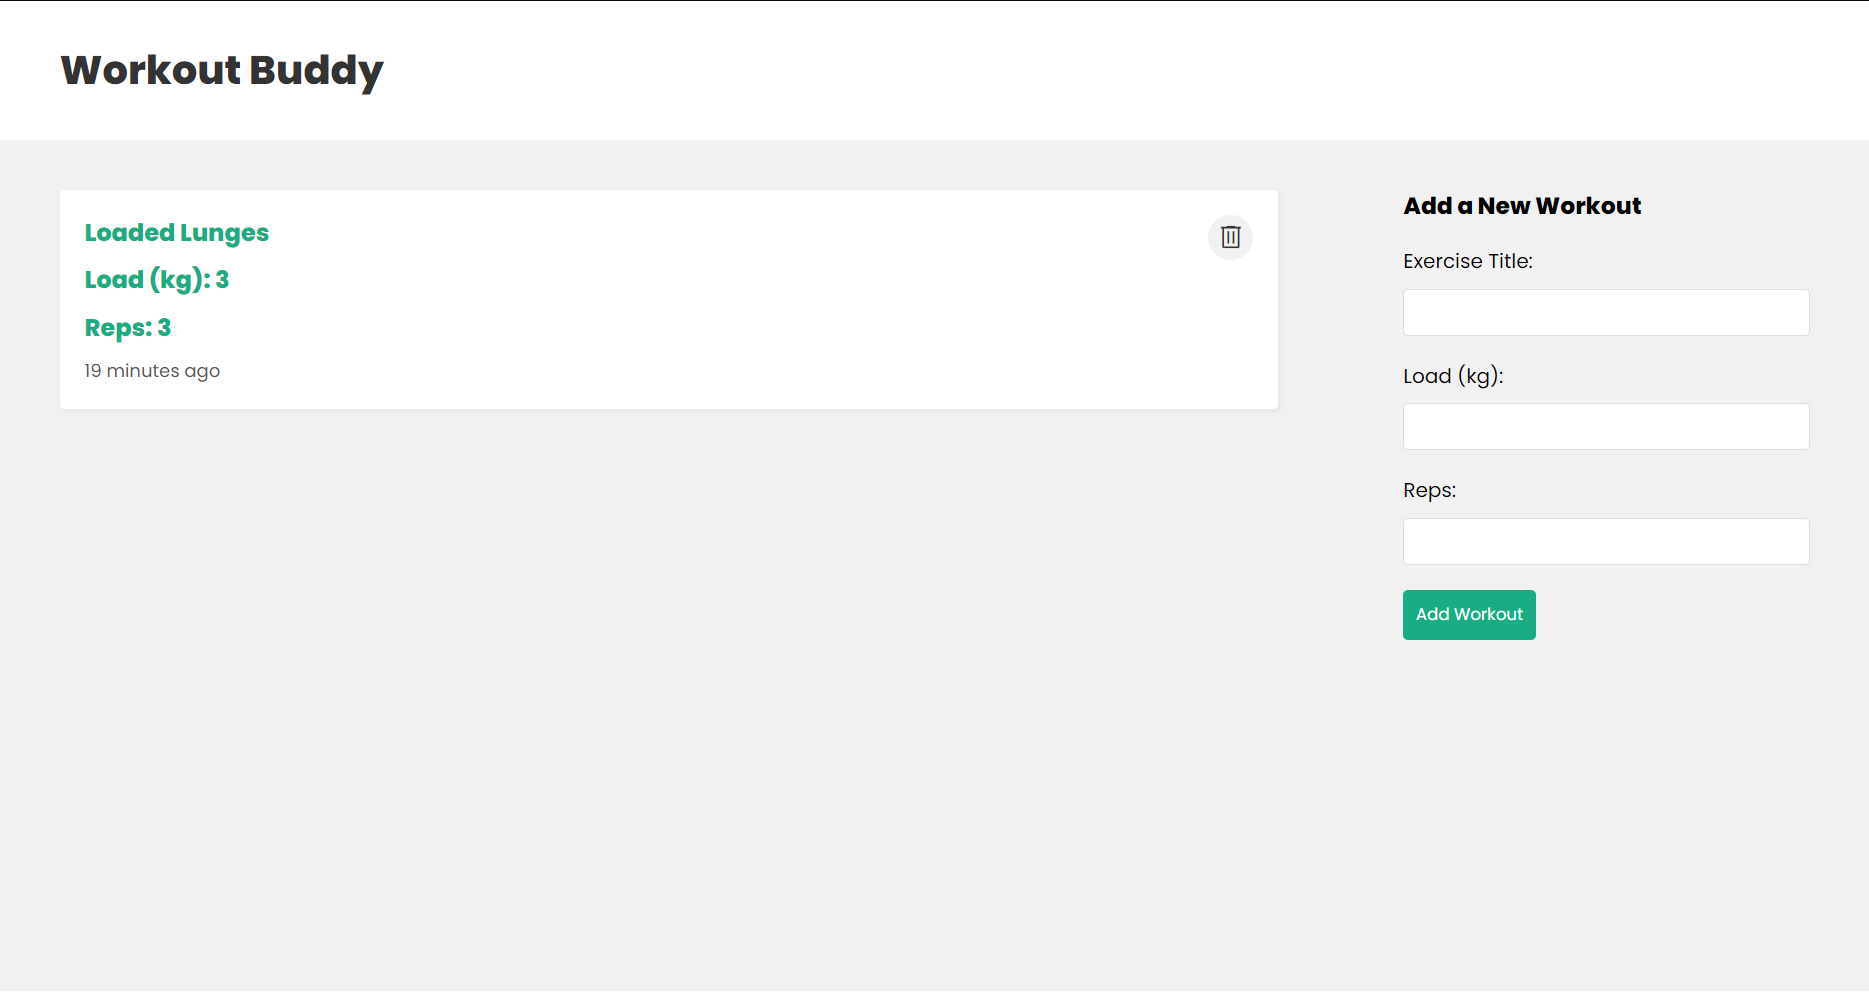 Workout Buddy
Loaded Lunges
Load (kg): 3
Reps: 3
19 minutes ago
Add a New Workout
Exercise Title:
Load (kg):
Reps:
Add Workout